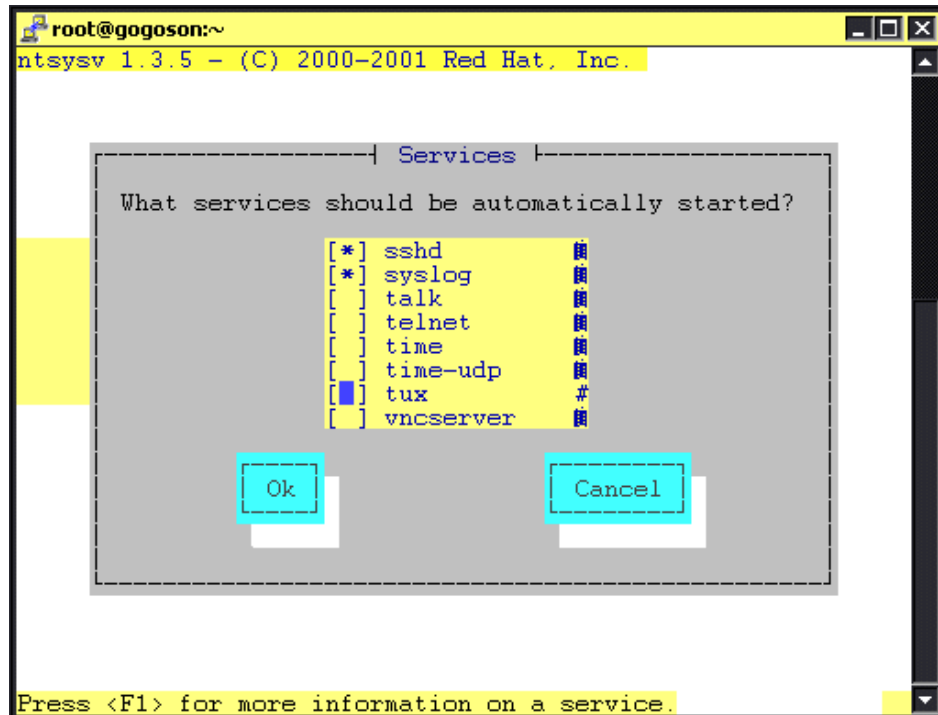 root@gogoson:~
ntsysv 1.3.5 - (C) 2000-2001 Red Hat, Inc.
Services
What services should be automatically started?
[*] sshd
[*] syslog
[ ] talk
[ ] telnet
[ ] time
[ ] time-udp
[ ] tux #
[ ] vncserver
Ok Cancel
Press <F1> for more information on a service.